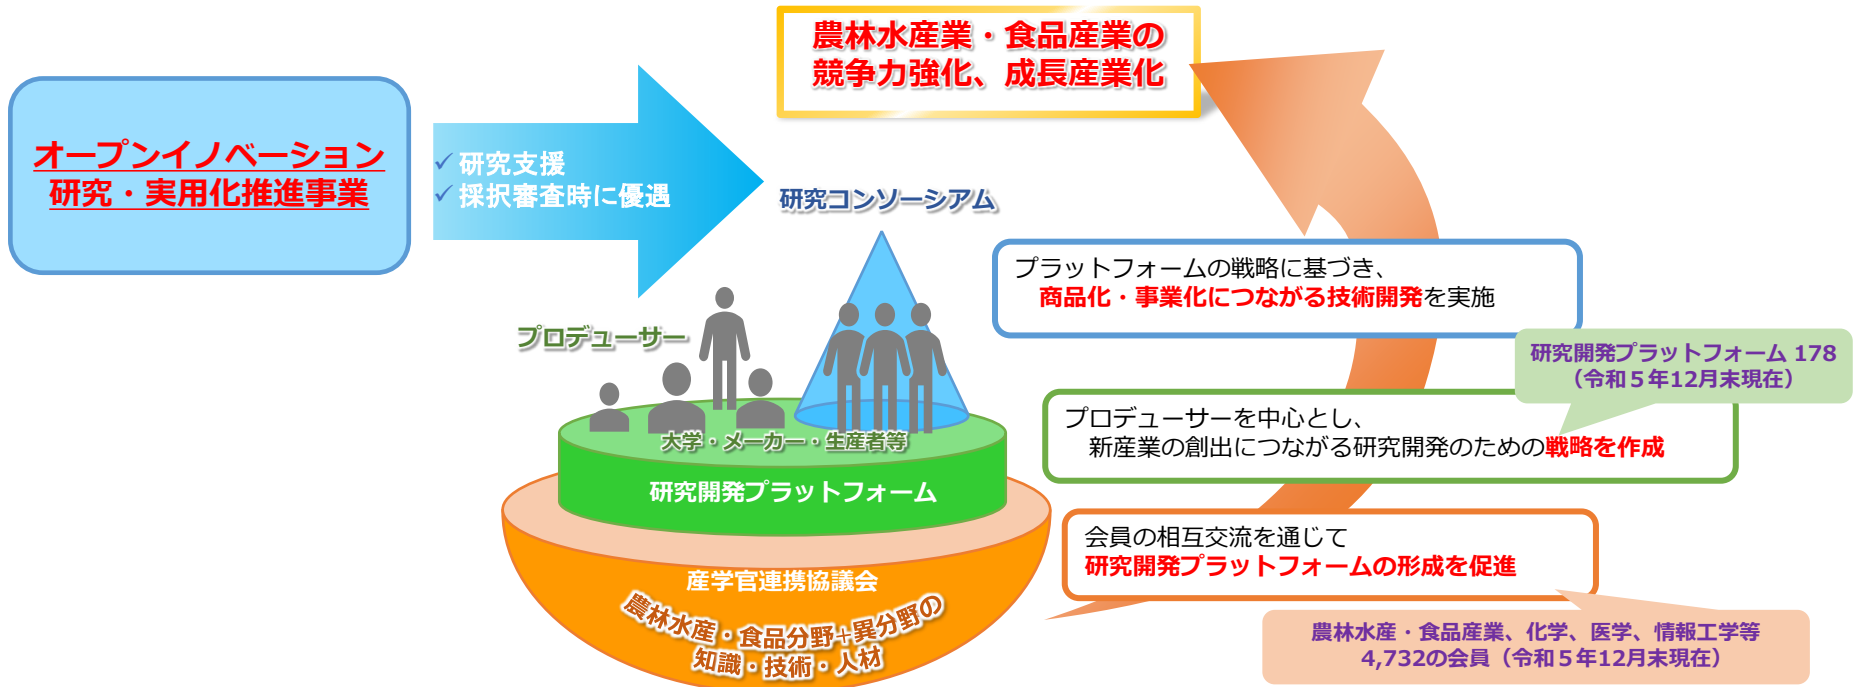 農林水産業・食品産業の
競争力強化、成長産業化
オープンイノベーション
研究・実用化推進事業
✓ 研究支援
✓ 採択審査時に優遇
研究コンソーシアム
プラットフォームの戦略に基づき、
商品化・事業化につながる技術開発を実施
プロデューサー
研究開発プラットフォーム 178
（令和５年12月末現在）
プロデューサーを中心とし、
新産業の創出につながる研究開発のための戦略を作成
大学・メーカー・生産者等
研究開発プラットフォーム
会員の相互交流を通じて
研究開発プラットフォームの形成を促進
産学官連携協議会
農林水産・食品分野+異分野の
知識・技術・人材
農林水産・食品産業、化学、医学、情報工学等
4,732の会員（令和５年12月末現在）